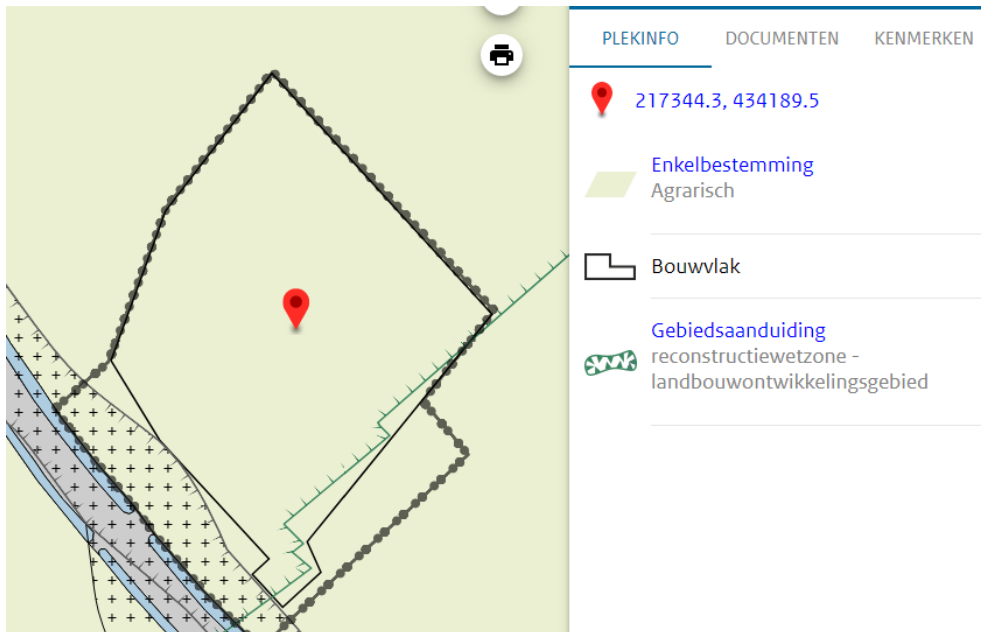 PLEKINFO DOCUMENTEN KENMERKEN
217344.3, 434189.5
Enkelbestemming
Agrarisch
Bouwvlak
Gebiedsaanduiding
reconstructiewetzone -
landbouwontwikkelingsgebied